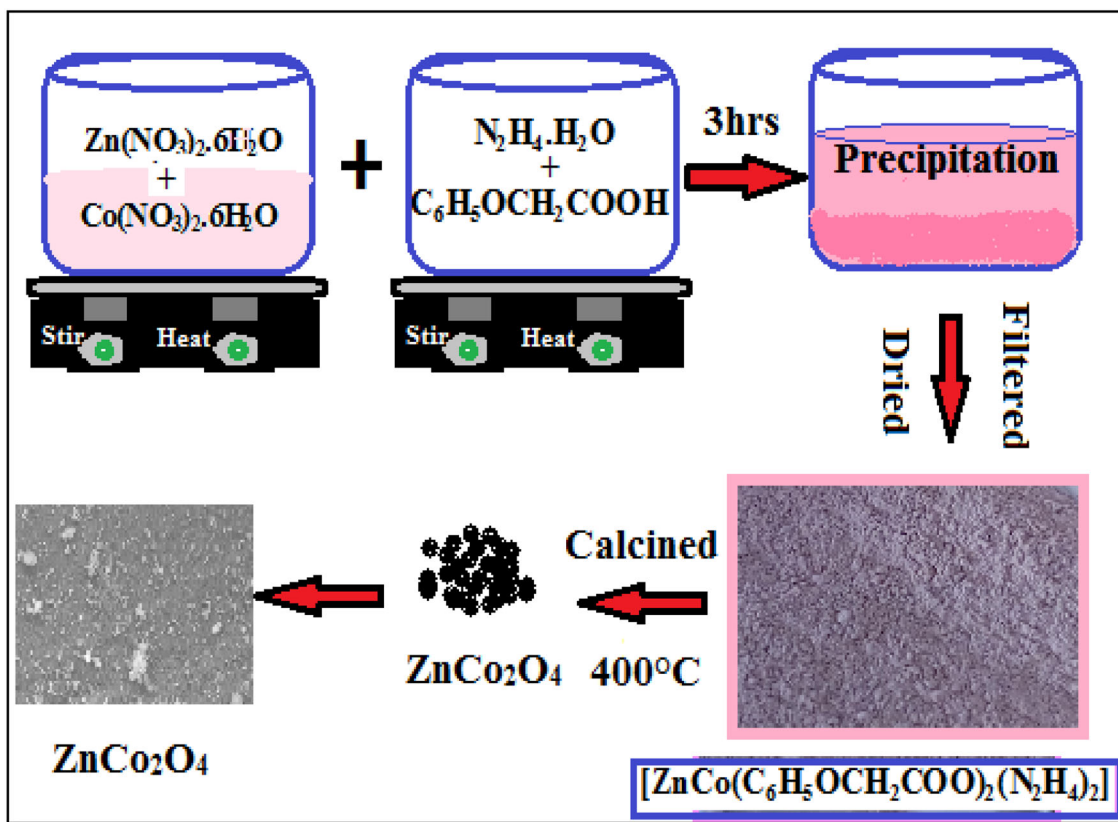 Zn(NO₃)₂.6H₂O
+
Co(NO₃)₂.6H₂O
+
N₂H₄.H₂O
+
C₆H₅OCH₂COOH
3hrs
Precipitation
Stir
Heat
Stir
Heat
Filtered
Dried
Calcined
400°C
ZnCo₂O₄
ZnCo₂O₄
[ZnCo(C₆H₅OCH₂COO)₂(N₂H₄)₂]